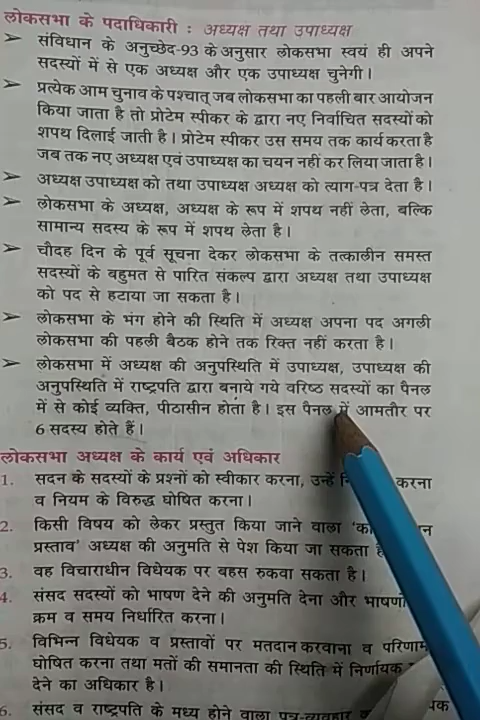 लोकसभा के पदाधिकारी : अध्यक्ष तथा उपाध्यक्ष
➢ संविधान के अनुच्छेद-93 के अनुसार लोकसभा स्वयं ही अपने
सदस्यों में से एक अध्यक्ष और एक उपाध्यक्ष चुनेगी।
➢ प्रत्येक आम चुनाव के पश्चात् जब लोकसभा का पहली बार आयोजन
किया जाता है तो प्रोटेम स्पीकर के द्वारा नए निर्वाचित सदस्यों को
शपथ दिलाई जाती है। प्रोटेम स्पीकर उस समय तक कार्य करता है
जब तक नए अध्यक्ष एवं उपाध्यक्ष का चयन नहीं कर लिया जाता है।
➢ अध्यक्ष उपाध्यक्ष को तथा उपाध्यक्ष अध्यक्ष को त्याग-पत्र देता है।
➢ लोकसभा के अध्यक्ष, अध्यक्ष के रूप में शपथ नहीं लेता, बल्कि
सामान्य सदस्य के रूप में शपथ लेता है।
➢ चौदह दिन के पूर्व सूचना देकर लोकसभा के तत्कालीन समस्त
सदस्यों के बहुमत से पारित संकल्प द्वारा अध्यक्ष तथा उपाध्यक्ष
को पद से हटाया जा सकता है।
➢ लोकसभा के भंग होने की स्थिति में अध्यक्ष अपना पद अगली
लोकसभा की पहली बैठक होने तक रिक्त नहीं करता है।
➢ लोकसभा में अध्यक्ष की अनुपस्थिति में उपाध्यक्ष, उपाध्यक्ष की
अनुपस्थिति में राष्ट्रपति द्वारा बनाये गये वरिष्ठ सदस्यों का पैनल
में से कोई व्यक्ति, पीठासीन होता है। इस पैनल में आमतौर पर
6 सदस्य होते हैं।
लोकसभा अध्यक्ष के कार्य एवं अधिकार
1. सदन के सदस्यों के प्रश्नों को स्वीकार करना, उन्हें करना
व नियम के विरुद्ध घोषित करना।
2. किसी विषय को लेकर प्रस्तुत किया जाने वाला
प्रस्ताव' अध्यक्ष की अनुमति से पेश किया जा सकता
3. वह विचाराधीन विधेयक पर बहस रुकवा सकता है।
4. संसद सदस्यों को भाषण देने की अनुमति देना और
क्रम व समय निर्धारित करना।
5. विभिन्न विधेयक व प्रस्तावों पर मतदान करवाना व परिणाम
घोषित करना तथा मतों की समानता की स्थिति में निर्णायक
देने का अधिकार है।
6. संसद व राष्ट्रपति के मध्य होने वाला पत्र-व्यवहार